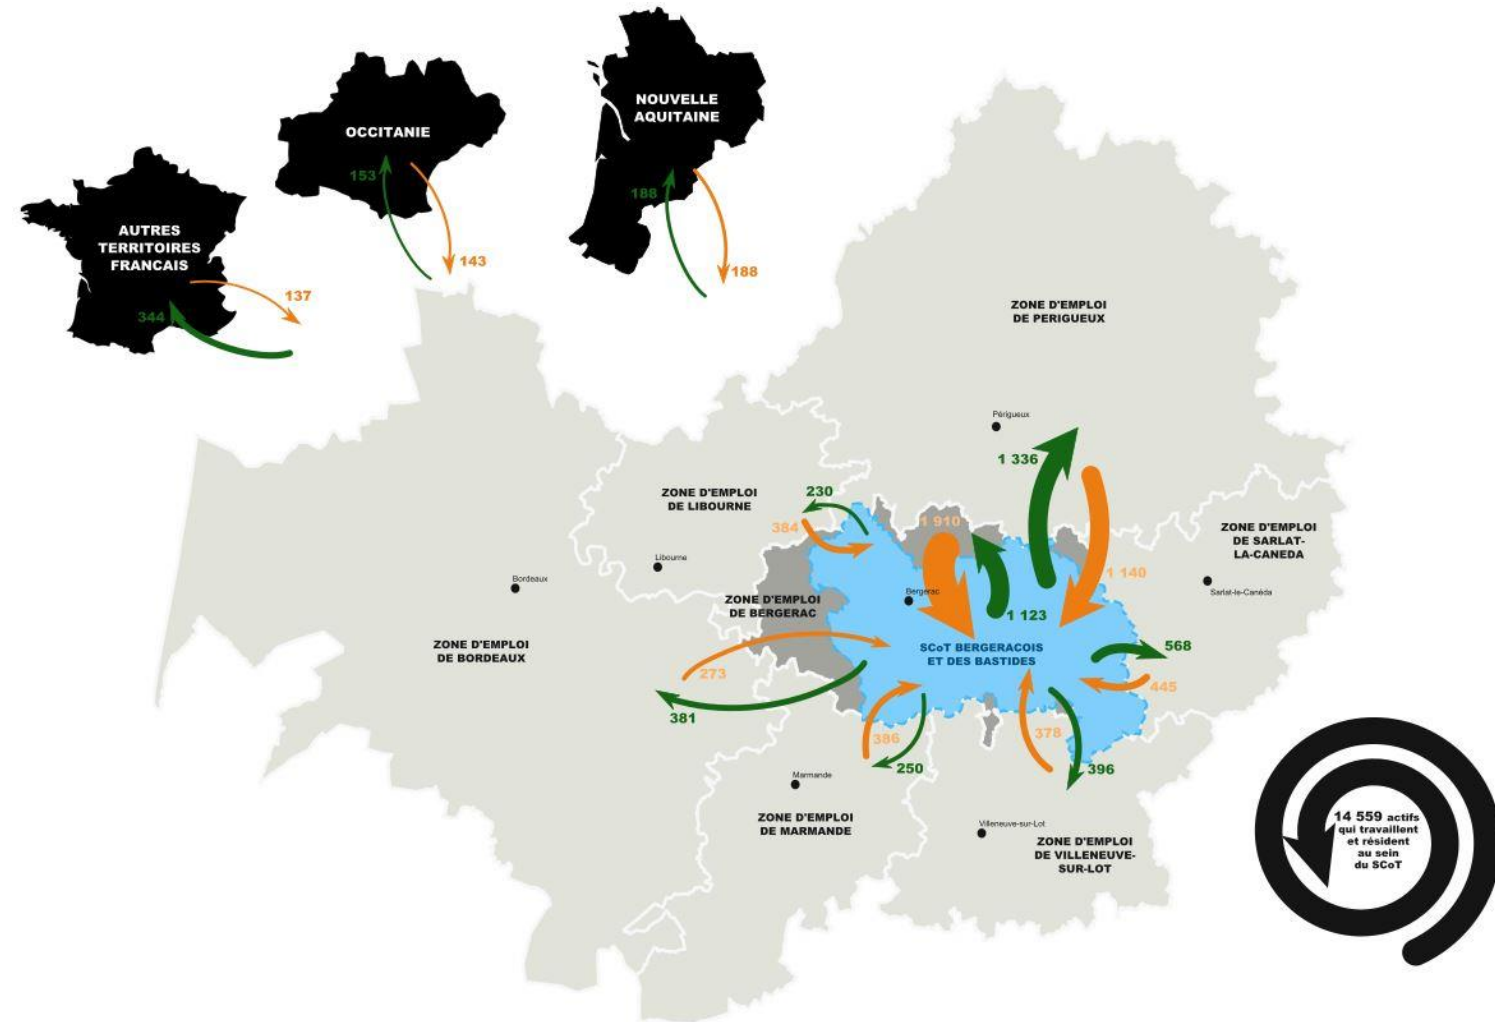 NOUVELLE
AQUITAINE
188
188
OCCITANIE
153
143
AUTRES
TERRITOIRES
FRANCAIS
137
344
ZONE D'EMPLOI
DE PERIGUEUX
Périgueux
1 336
ZONE D'EMPLOI
DE LIBOURNE
230
384
1 910
1 140
ZONE D'EMPLOI
DE SARLAT-
LA-CANEDA
Libourne
Bordeaux
Sarlat-le-Canéda
ZONE D'EMPLOI
DE BERGERAC
Bergerac
1 123
ZONE D'EMPLOI
DE BORDEAUX
SCoT BERGERACOIS
ET DES BASTIDES
568
273
445
381
386
378
250
396
Marmande
ZONE D'EMPLOI
DE MARMANDE
Villeneuve-sur-Lot
ZONE D'EMPLOI
DE VILLENEUVE-
SUR-LOT
14 559 actifs
qui travaillent
et résident
au sein
du SCoT